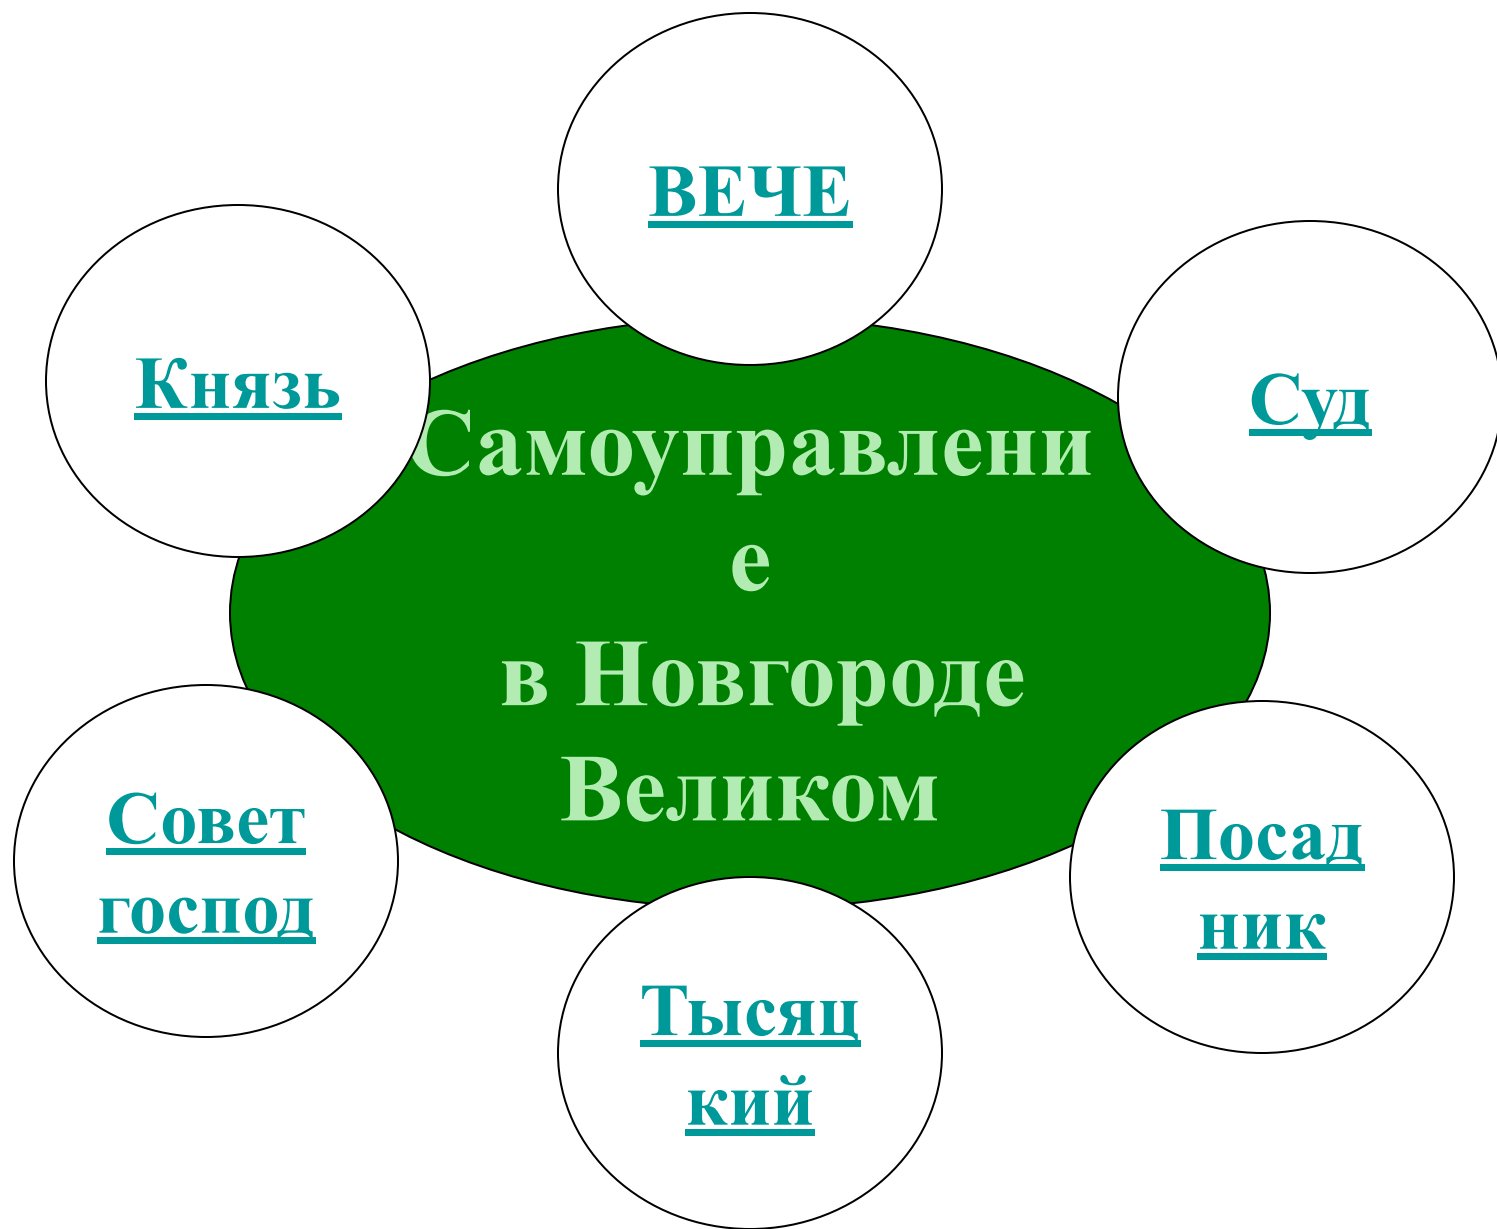 ВЕЧЕ
Князь
Суд
Самоуправлени
е
в Новгороде
Великом
Совет
господ
Посад
ник
Тысяц
кий